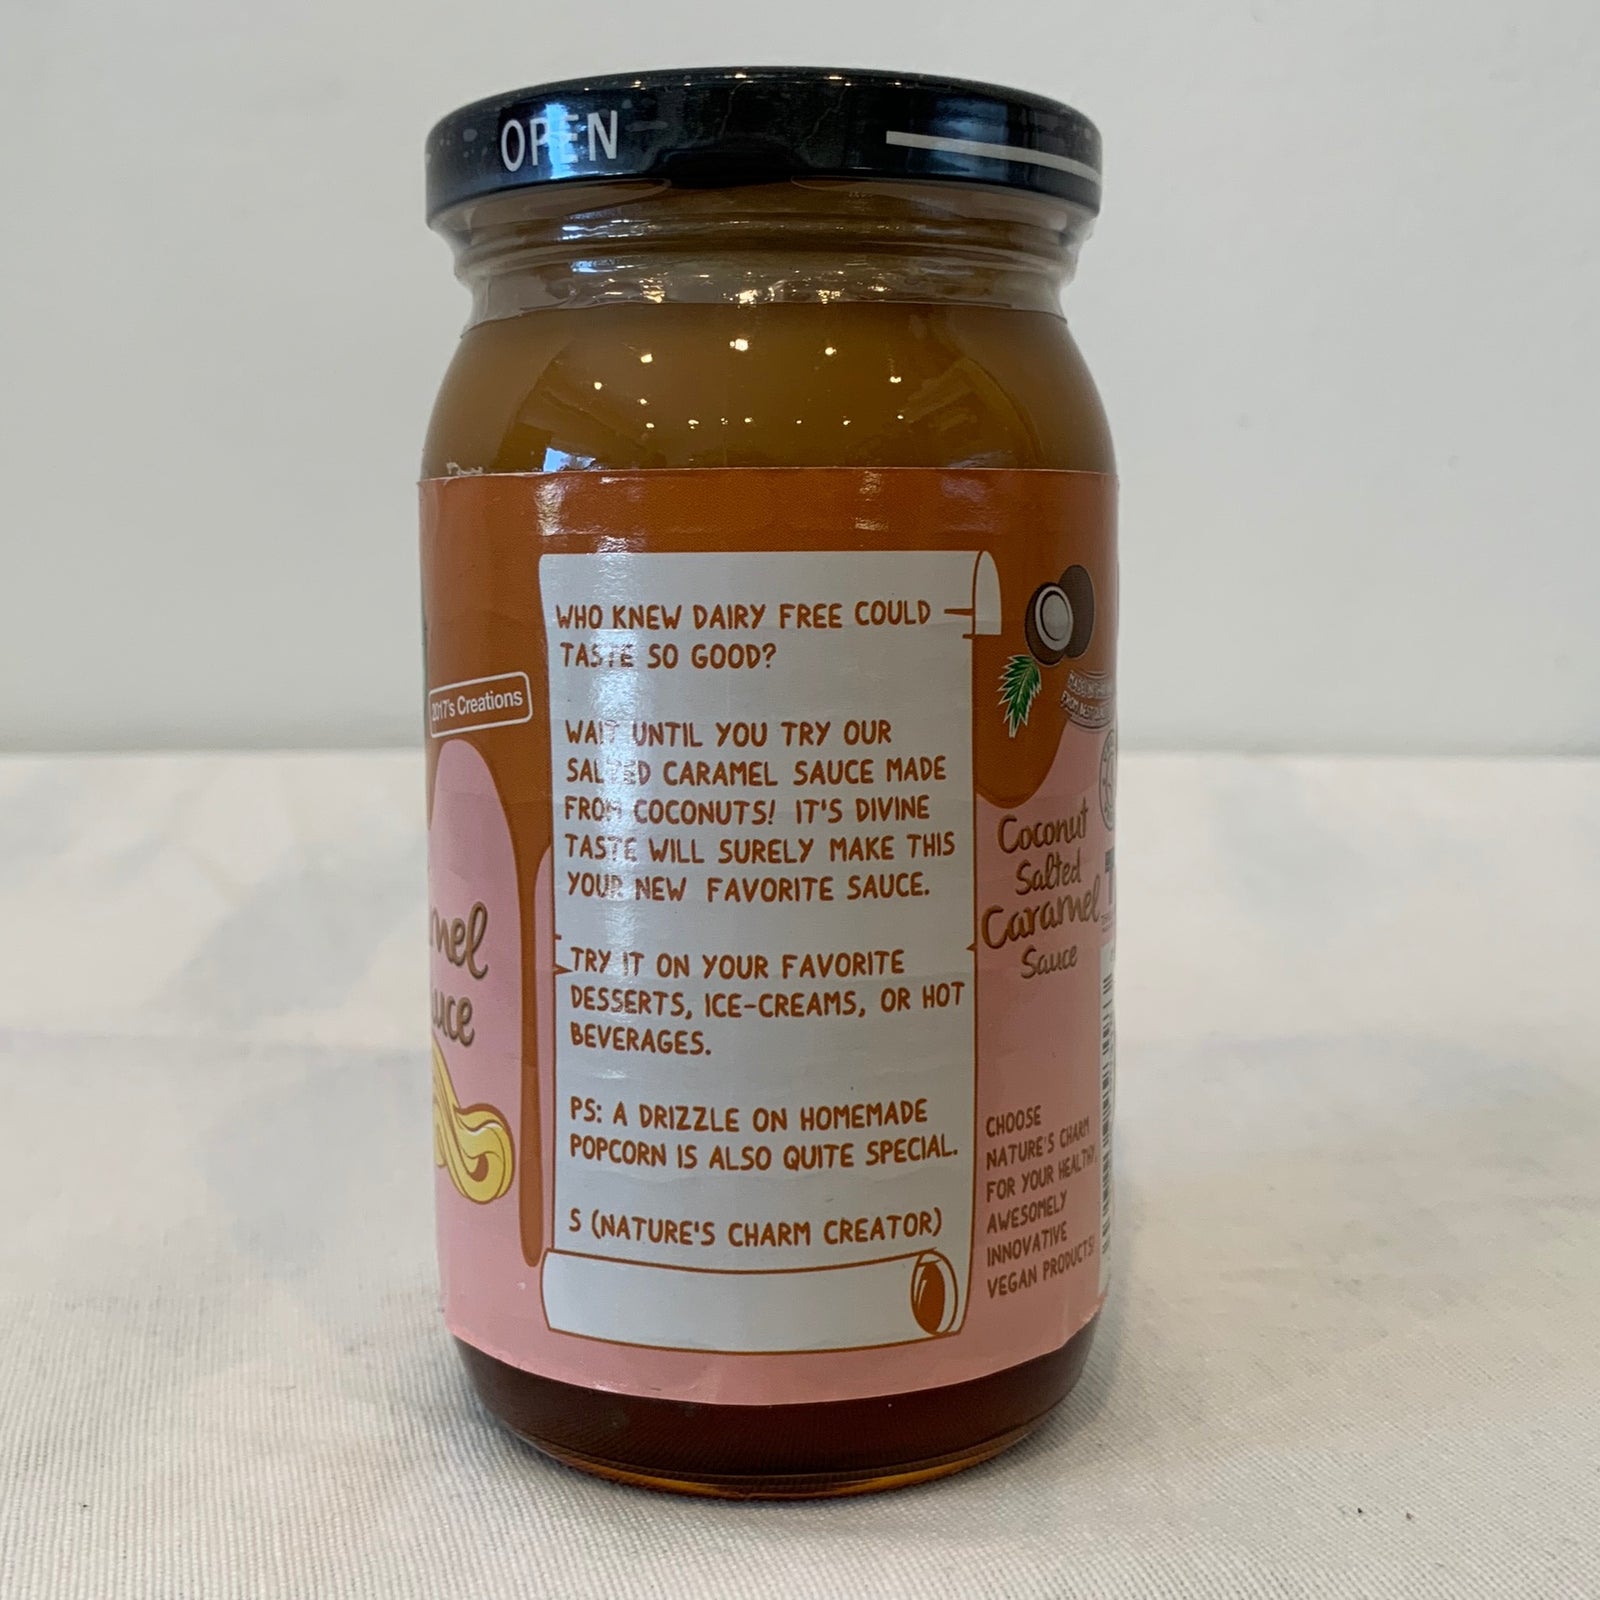 OPEN
2017's Creations
WHO KNEW DAIRY FREE COULD
TASTE SO GOOD?
WAIT UNTIL YOU TRY OUR
SALTED CARAMEL SAUCE MADE
FROM COCONUTS! IT'S DIVINE
TASTE WILL SURELY MAKE THIS
YOUR NEW FAVORITE SAUCE.
TRY IT ON YOUR FAVORITE
DESSERTS, ICE-CREAMS, OR HOT
BEVERAGES.
PS: A DRIZZLE ON HOMEMADE
POPCORN IS ALSO QUITE SPECIAL.
S (NATURE'S CHARM CREATOR)
Coconut
Salted
Caramel
Sauce
CHOOSE
NATURE'S CHARM
FOR YOUR HEALTHY,
AWESOMELY
INNOVATIVE
VEGAN PRODUCTS!